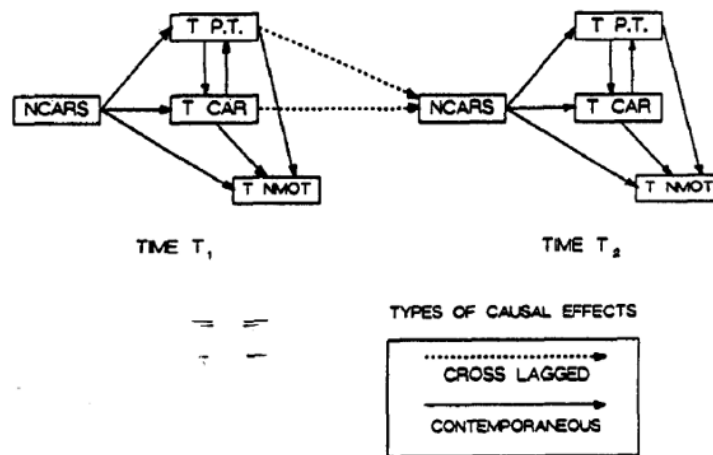 T P.T.
T P.T.
NCARS
T CAR
NCARS
T CAR
T NMOT
T NMOT
TIME T1
TIME T2
TYPES OF CAUSAL EFFECTS
CROSS LAGGED
CONTEMPORANEOUS